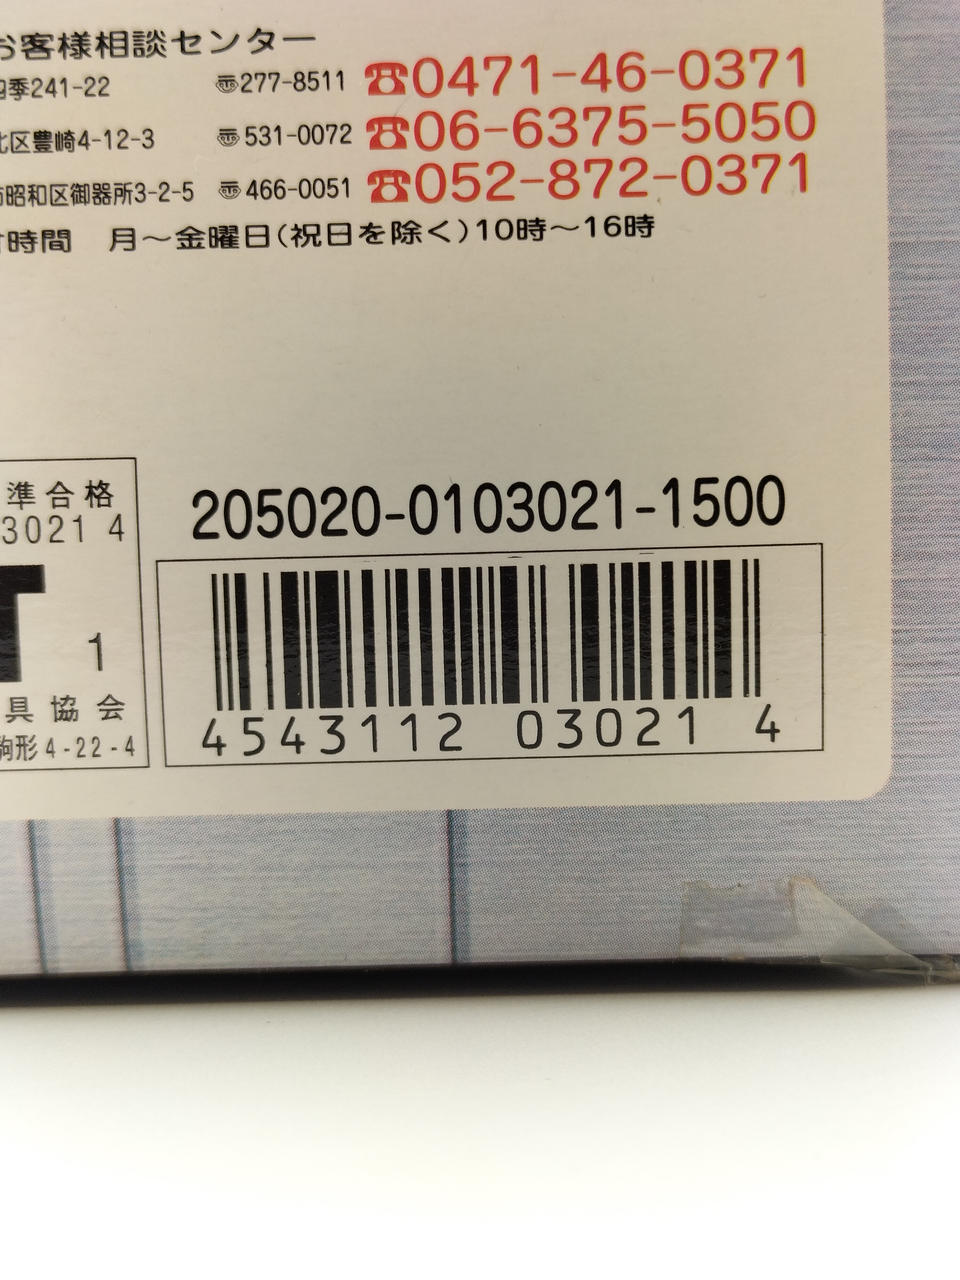 お客様相談センター
四季241-22 〠277-8511 ☎0471-46-0371
北区豊崎4-12-3 〠531-0072 ☎06-6375-5050
市昭和区御器所3-2-5 〠466-0051 ☎052-872-0371
付時間 月〜金曜日(祝日を除く)10時〜16時
準合格
3021 4
T 1
具協会
駒形4-22-4
205020-0103021-1500
4543112 03021 4